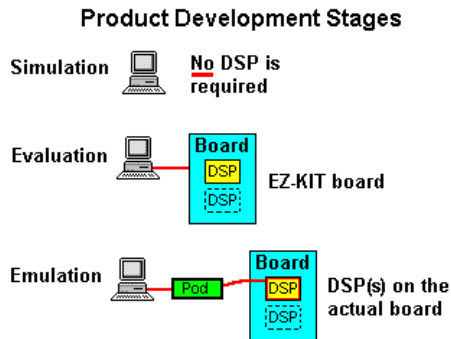 Product Development Stages
Simulation
No DSP is
required
Evaluation
Board
DSP
DSP
EZ-KIT board
Emulation
Pod
Board
DSP
DSP
DSP(s) on the
actual board